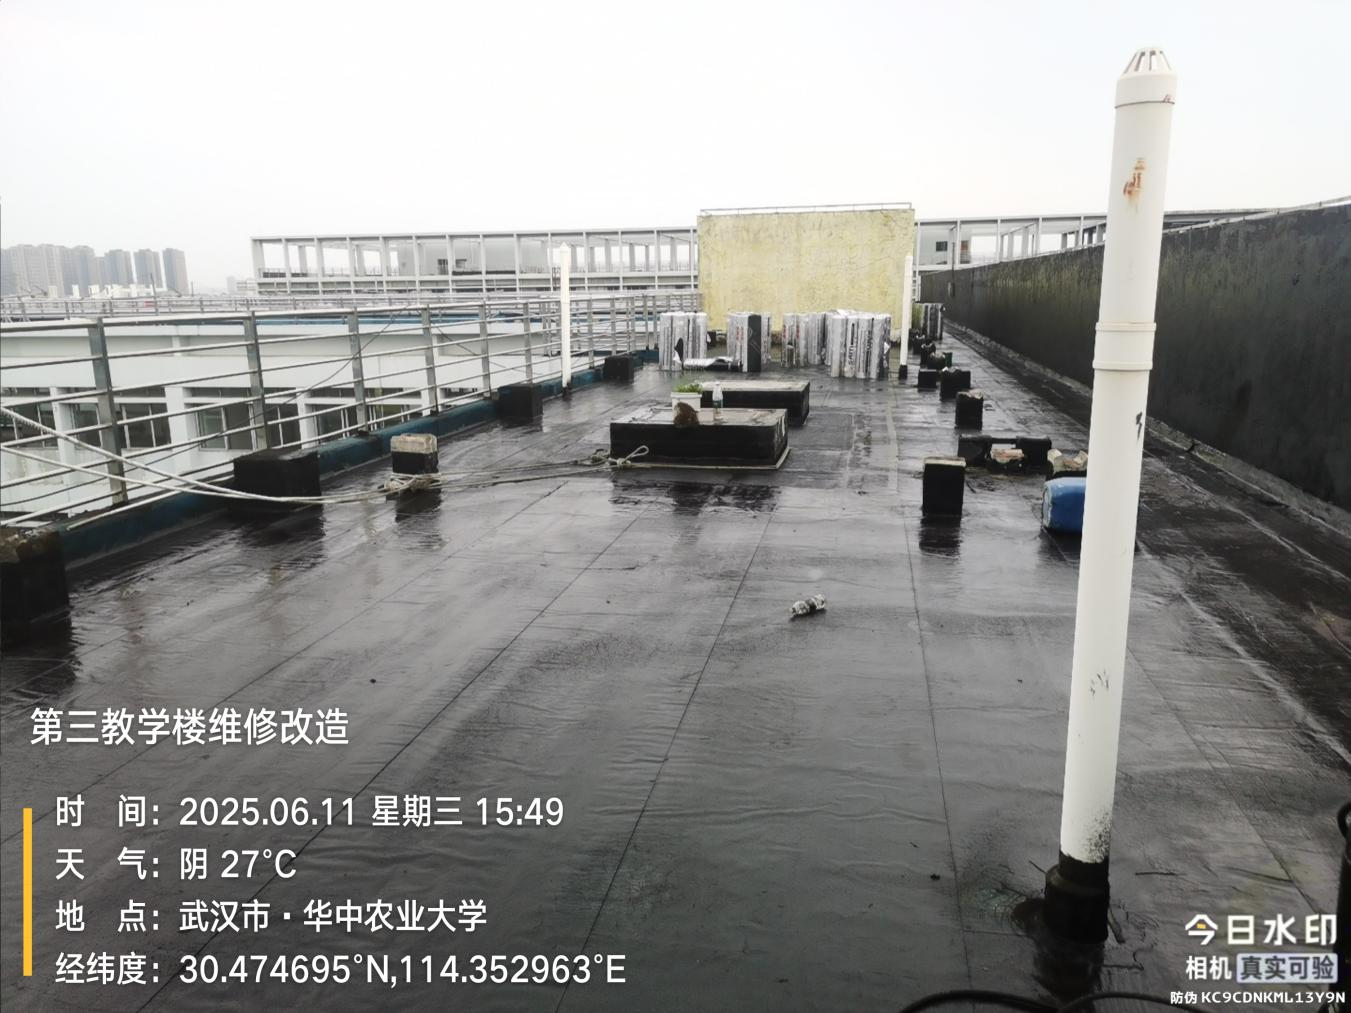 第三教学楼维修改造
时 间：2025.06.11 星期三 15:49
天 气：阴 27°C
地 点：武汉市·华中农业大学
经纬度：30.474695°N,114.352963°E
今日水印
相机 真实可验
防伪 KC9CDNKML13Y9N